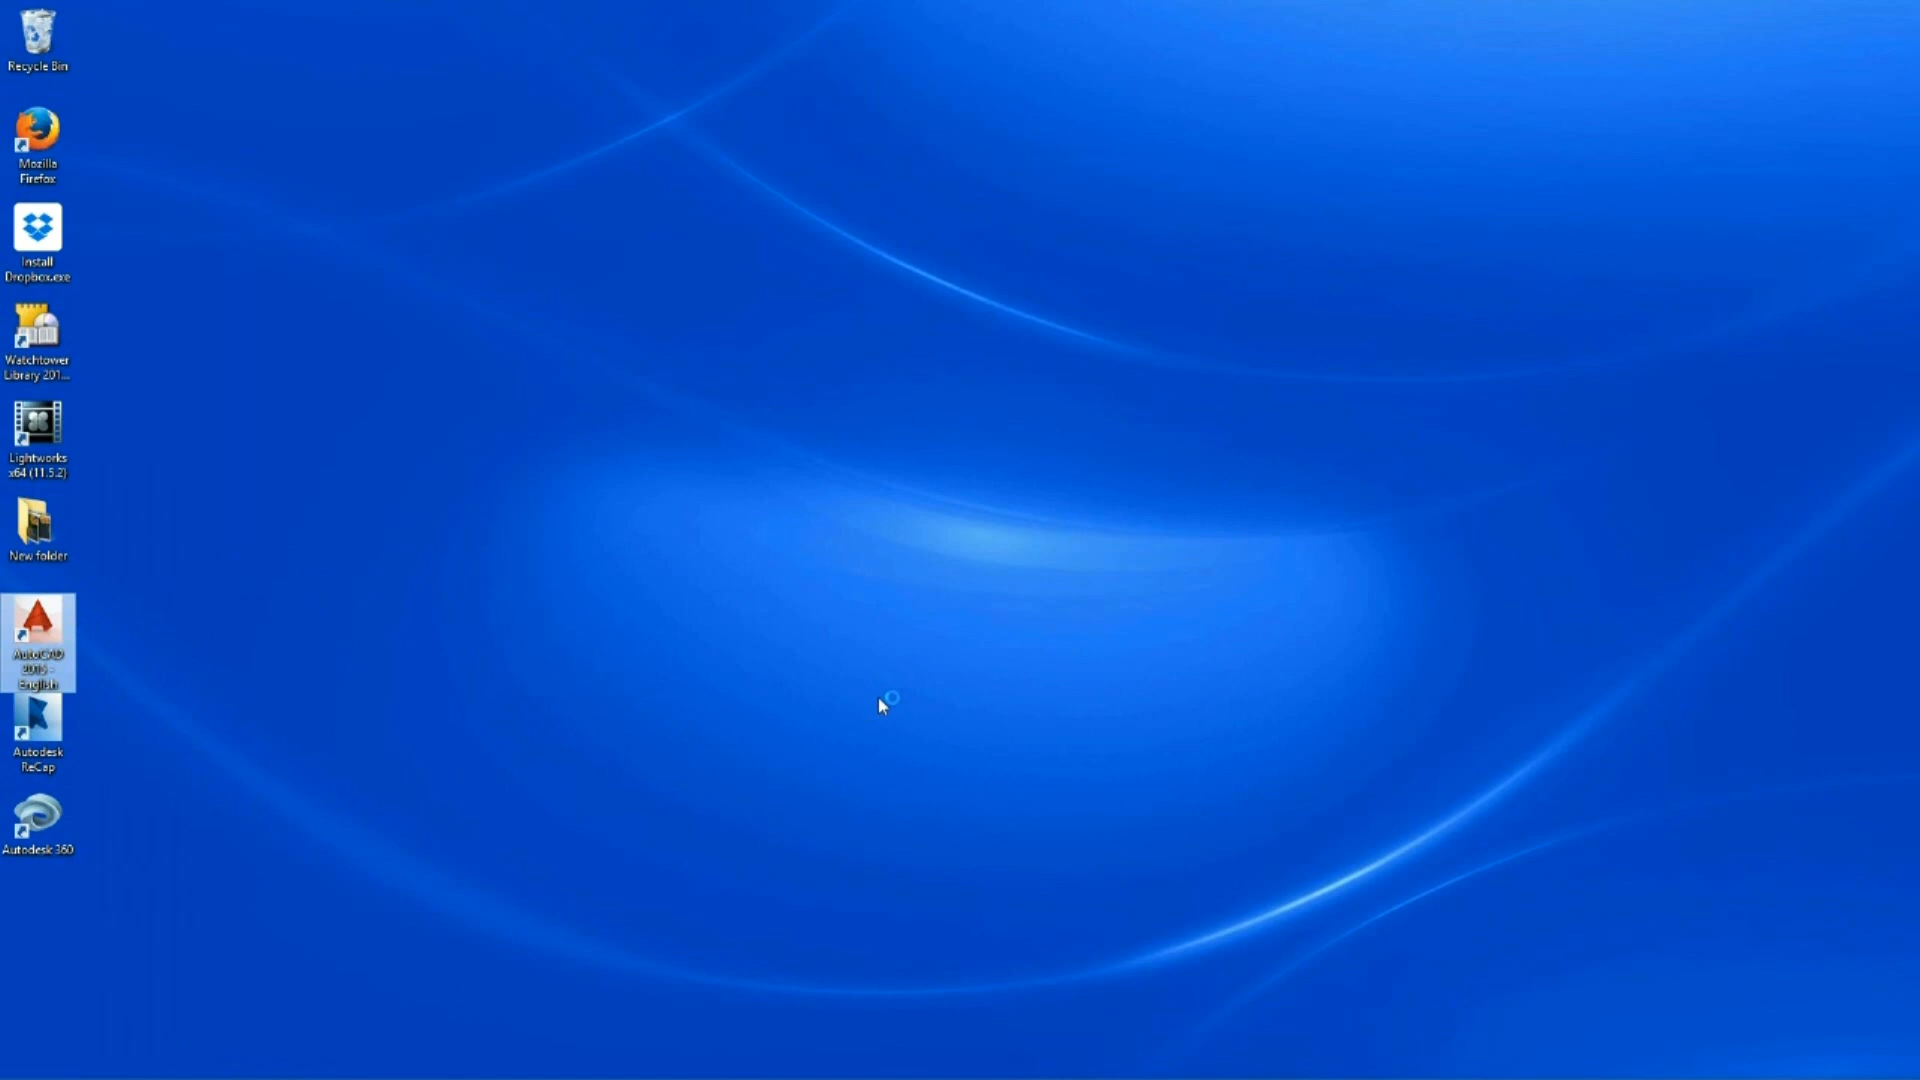 Recycle Bin
Mozilla
Firefox
Install
Dropbox.exe
Watchtower
Library 201...
Lightworks
x64 (11.5.2)
New folder
AutoCAD
2015 -
English
Autodesk
ReCap
Autodesk 360